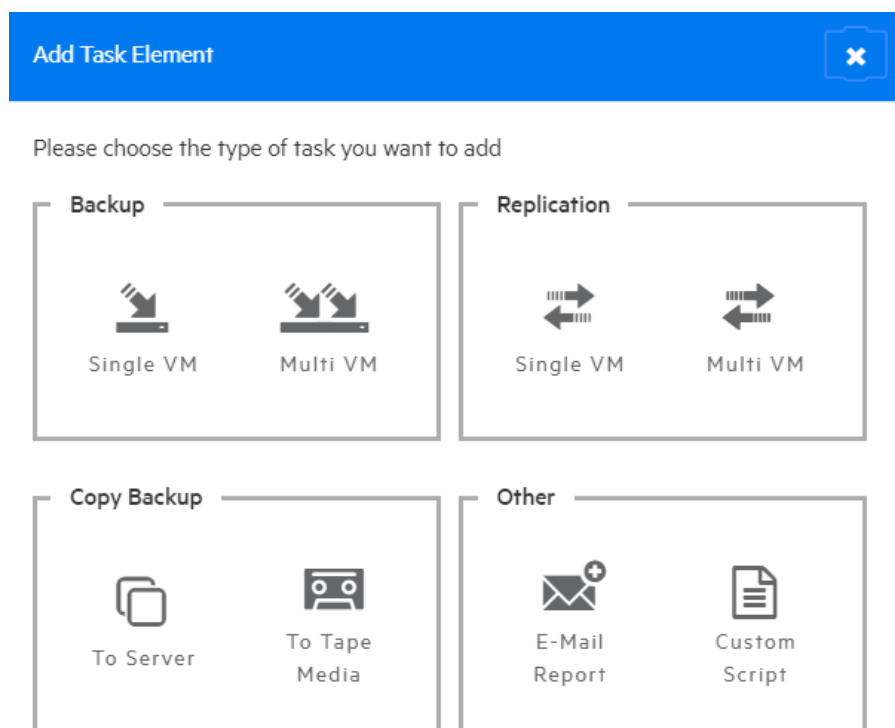 Add Task Element
Please choose the type of task you want to add
Backup
Replication
Single VM
Multi VM
Single VM
Multi VM
Copy Backup
Other
To Server
To Tape
Media
E-Mail
Report
Custom
Script